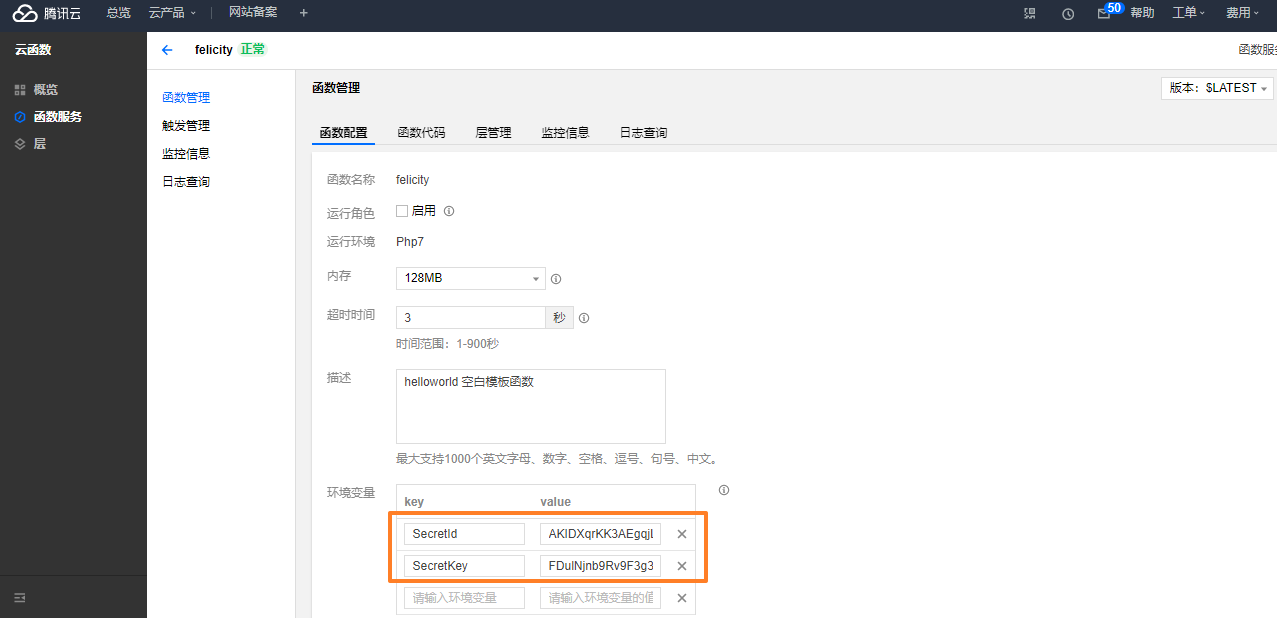 腾讯云 总览 云产品 网站备案 + 50 帮助 工单 费用
云函数
概览
函数服务
层
felicity 正常
函数服务
函数管理
触发管理
监控信息
日志查询
函数管理
版本：$LATEST
函数配置 函数代码 层管理 监控信息 日志查询
函数名称 felicity
运行角色 启用
运行环境 Php7
内存 128MB
超时时间 3 秒
时间范围：1-900秒
描述 helloworld 空白模板函数
最大支持1000个英文字母、数字、空格、逗号、句号、中文。
环境变量
key value
SecretId
SecretKey
请输入环境变量 请输入环境变量的值